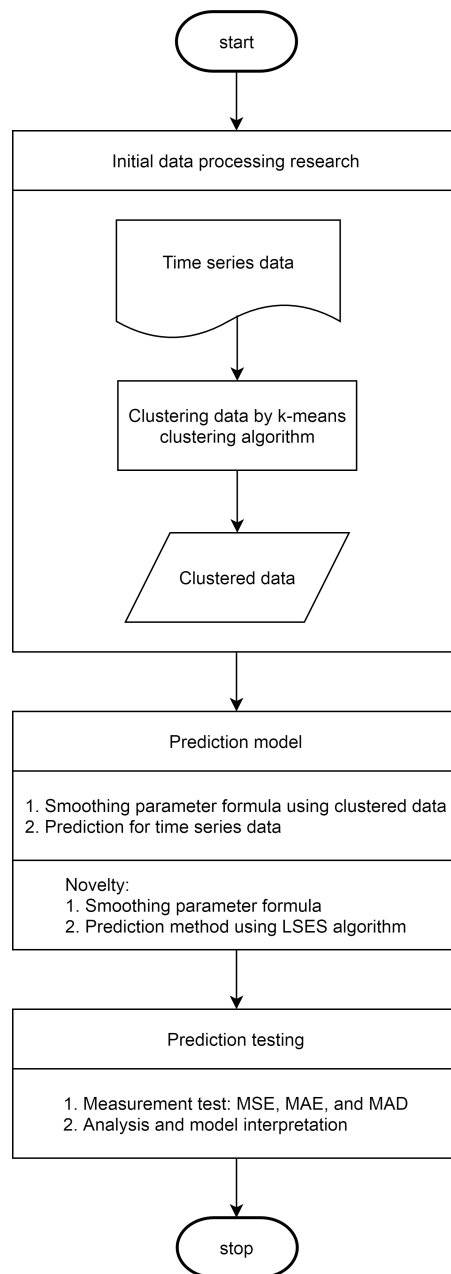 start
Initial data processing research
Time series data
Clustering data by k-means
clustering algorithm
Clustered data
Prediction model
1. Smoothing parameter formula using clustered data
2. Prediction for time series data
Novelty:
1. Smoothing parameter formula
2. Prediction method using LSES algorithm
Prediction testing
1. Measurement test: MSE, MAE, and MAD
2. Analysis and model interpretation
stop